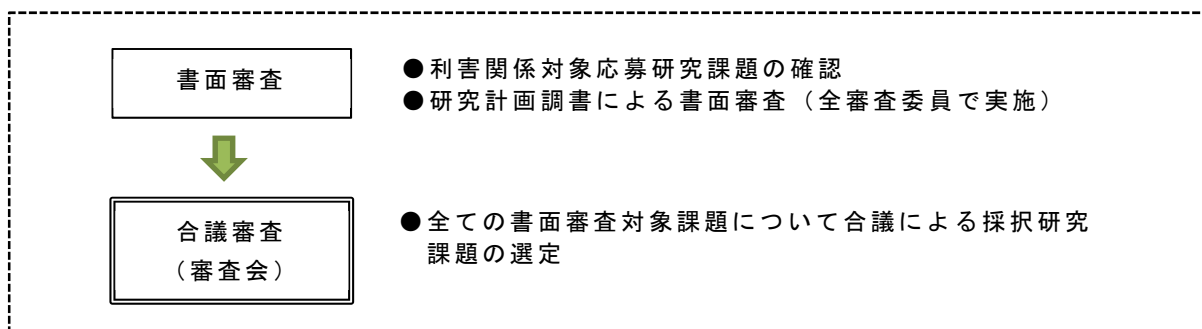 書面審査
●利害関係対象応募研究課題の確認
●研究計画調書による書面審査（全審査委員で実施）
合議審査
（審査会）
●全ての書面審査対象課題について合議による採択研究
課題の選定